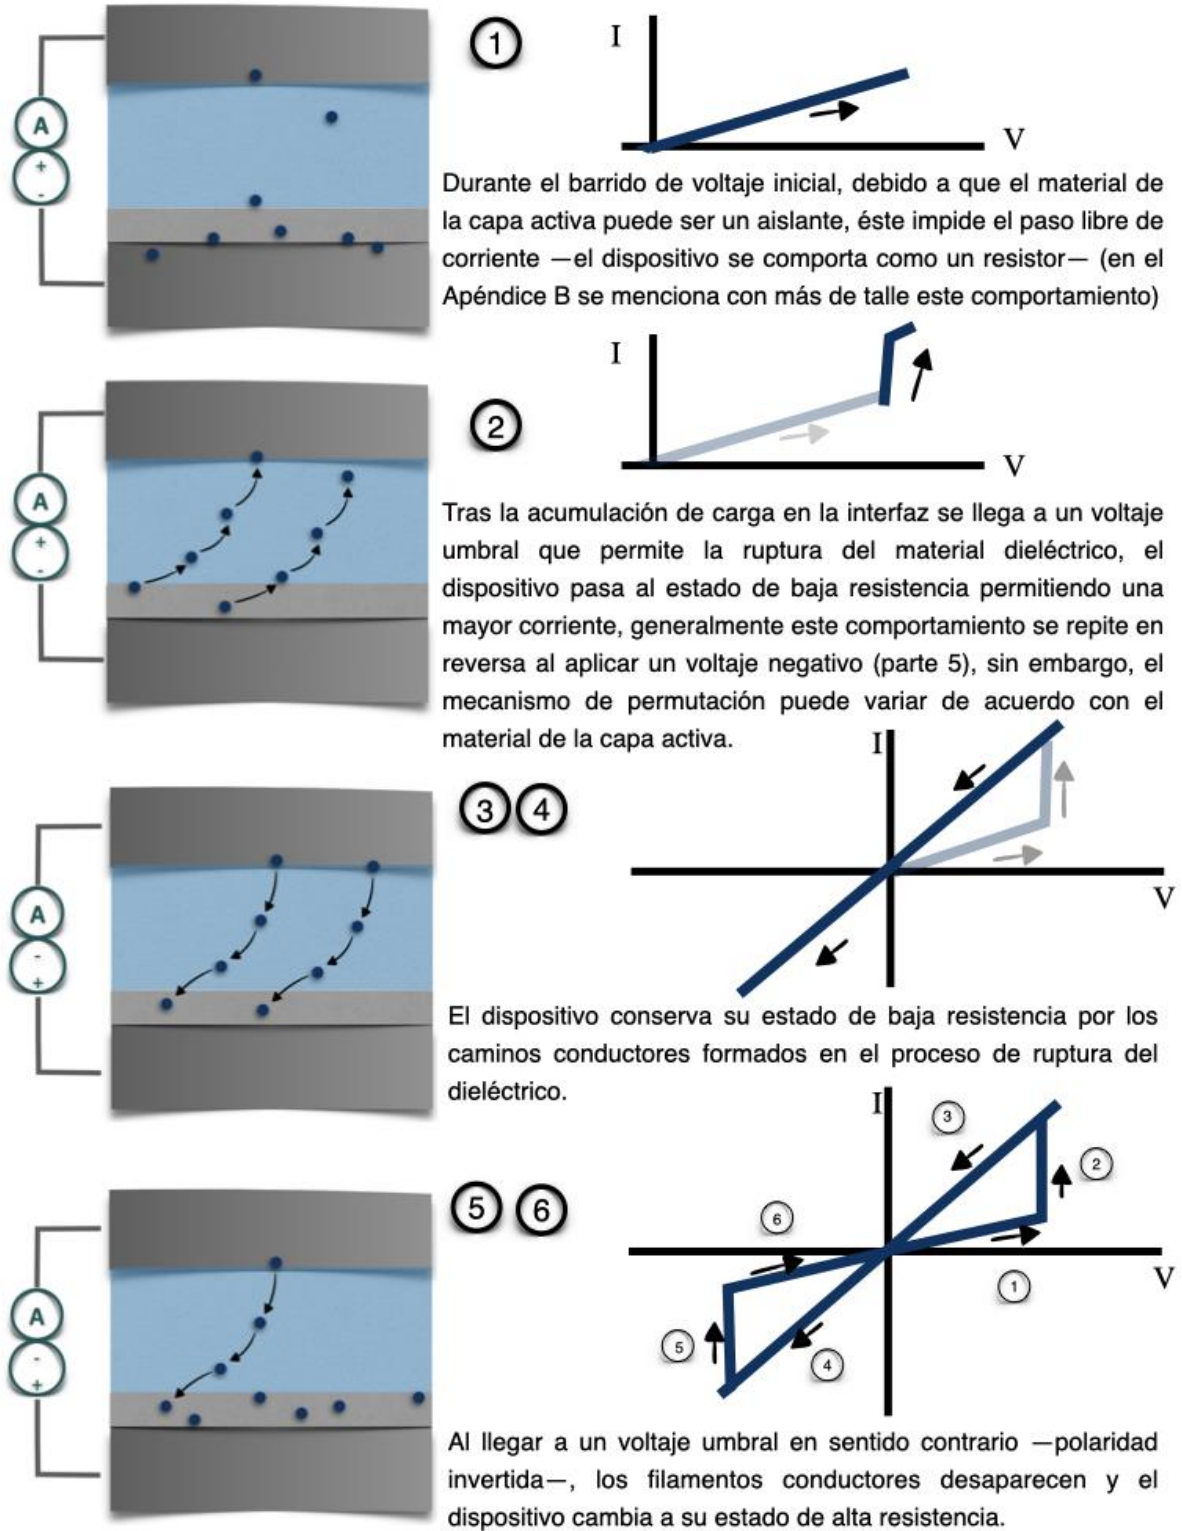 1
I
V
A
+
-
Durante el barrido de voltaje inicial, debido a que el material de
la capa activa puede ser un aislante, éste impide el paso libre de
corriente —el dispositivo se comporta como un resistor— (en el
Apéndice B se menciona con más de talle este comportamiento)
2
I
V
A
+
-
Tras la acumulación de carga en la interfaz se llega a un voltaje
umbral que permite la ruptura del material dieléctrico, el
dispositivo pasa al estado de baja resistencia permitiendo una
mayor corriente, generalmente este comportamiento se repite en
reversa al aplicar un voltaje negativo (parte 5), sin embargo, el
mecanismo de permutación puede variar de acuerdo con el
material de la capa activa.
3 4
I
V
A
-
+
El dispositivo conserva su estado de baja resistencia por los
caminos conductores formados en el proceso de ruptura del
dieléctrico.
5 6
I
3
2
6
V
1
5
4
A
-
+
Al llegar a un voltaje umbral en sentido contrario —polaridad
invertida—, los filamentos conductores desaparecen y el
dispositivo cambia a su estado de alta resistencia.